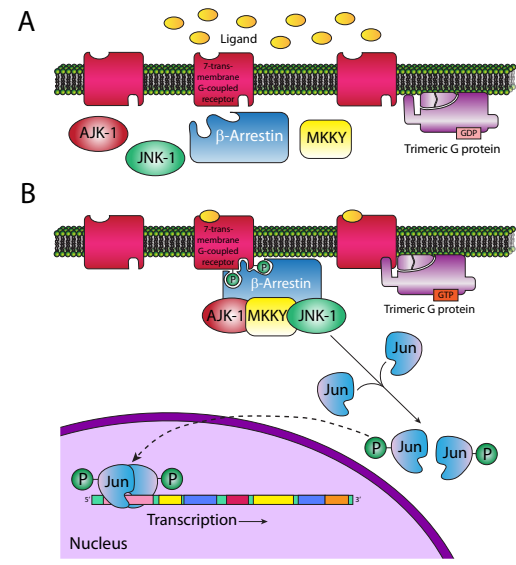 A
Ligand
7-trans-
membrane
G-coupled
receptor
AJK-1
JNK-1
β-Arrestin
MKKY
GDP
Trimeric G protein
B
7-trans-
membrane
G-coupled
receptor
P
P
β-Arrestin
AJK-1
MKKY
JNK-1
GTP
Trimeric G protein
Jun
Jun
P
Jun
Jun
P
P
Jun
P
5'
3'
Transcription
Nucleus